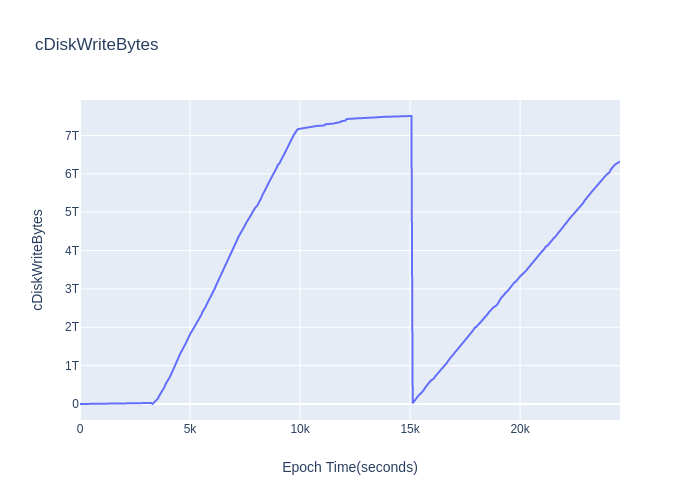 cDiskWriteBytes
cDiskWriteBytes
7T
6T
5T
4T
3T
2T
1T
0
0 5k 10k 15k 20k
Epoch Time(seconds)